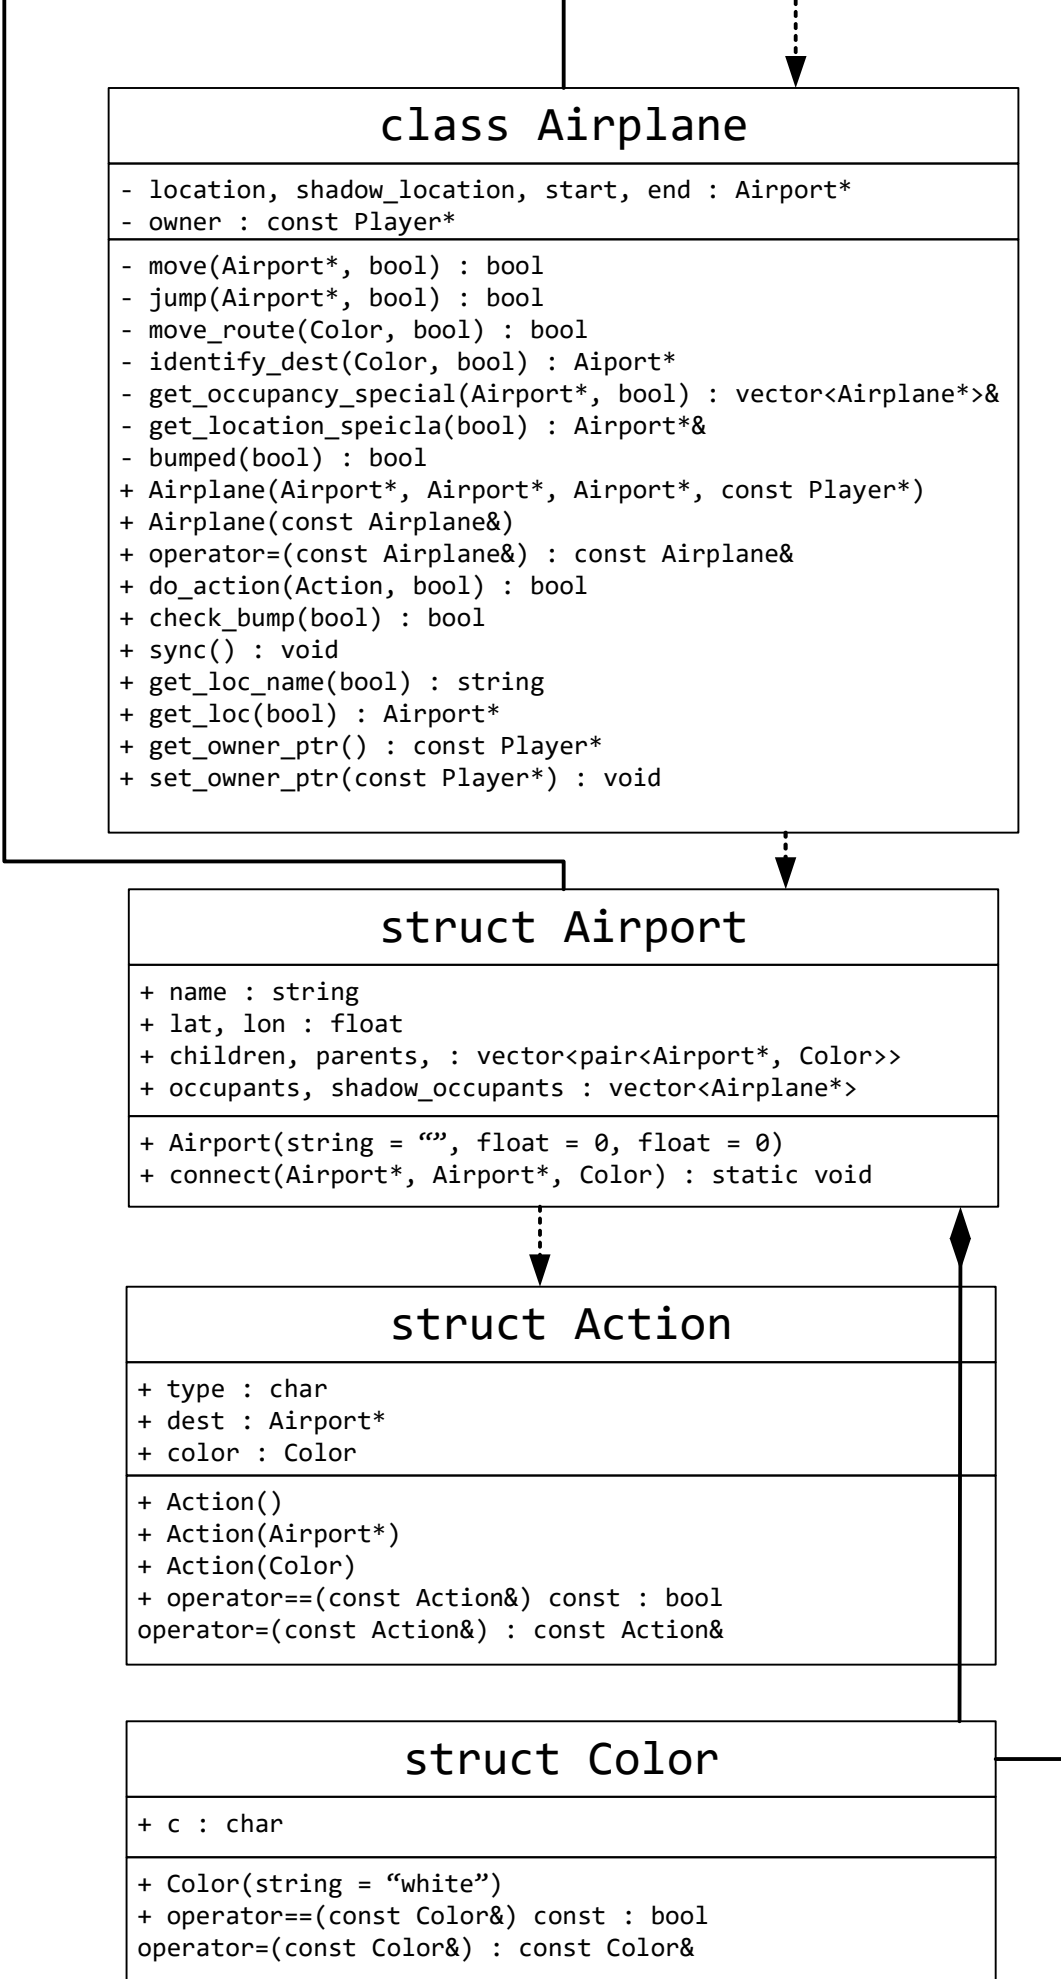 class Airplane
- location, shadow_location, start, end : Airport*
- owner : const Player*
- move(Airport*, bool) : bool
- jump(Airport*, bool) : bool
- move_route(Color, bool) : bool
- identify_dest(Color, bool) : Aiport*
- get_occupancy_special(Airport*, bool) : vector<Airplane*>&
- get_location_speicla(bool) : Airport*&
- bumped(bool) : bool
+ Airplane(Airport*, Airport*, Airport*, const Player*)
+ Airplane(const Airplane&)
+ operator=(const Airplane&) : const Airplane&
+ do_action(Action, bool) : bool
+ check_bump(bool) : bool
+ sync() : void
+ get_loc_name(bool) : string
+ get_loc(bool) : Airport*
+ get_owner_ptr() : const Player*
+ set_owner_ptr(const Player*) : void
struct Airport
+ name : string
+ lat, lon : float
+ children, parents, : vector<pair<Airport*, Color>>
+ occupants, shadow_occupants : vector<Airplane*>
+ Airport(string = “”, float = 0, float = 0)
+ connect(Airport*, Airport*, Color) : static void
struct Action
+ type : char
+ dest : Airport*
+ color : Color
+ Action()
+ Action(Airport*)
+ Action(Color)
+ operator==(const Action&) const : bool
operator=(const Action&) : const Action&
struct Color
+ c : char
+ Color(string = “white”)
+ operator==(const Color&) const : bool
operator=(const Color&) : const Color&